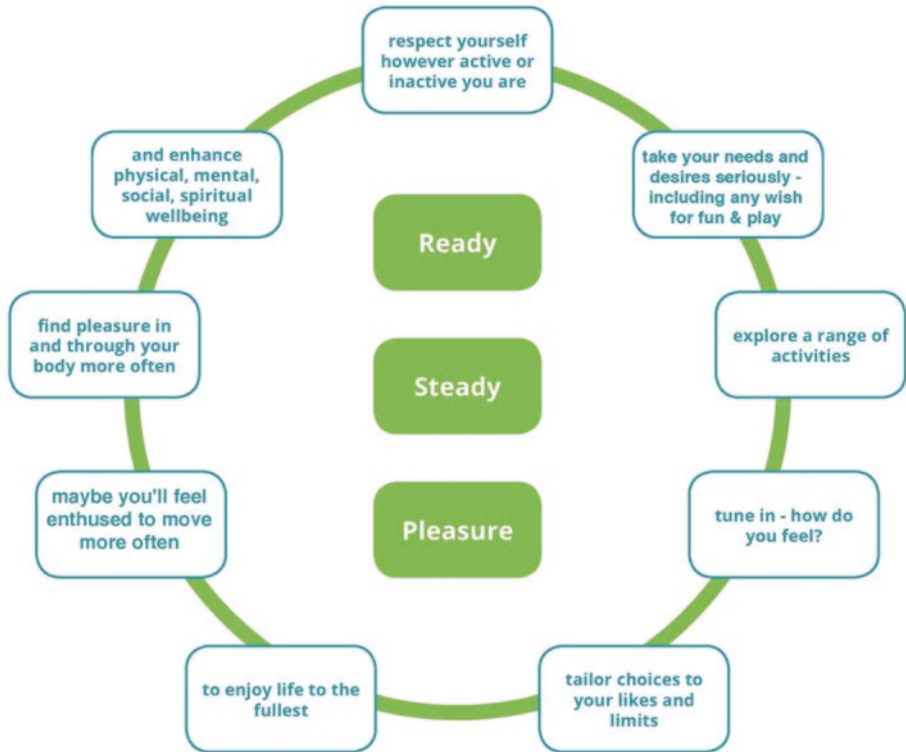 respect yourself
however active or
inactive you are
take your needs and
desires seriously -
including any wish
for fun & play
explore a range of
activities
tune in - how do
you feel?
tailor choices to
your likes and
limits
to enjoy life to the
fullest
maybe you'll feel
enthused to move
more often
find pleasure in
and through your
body more often
and enhance
physical, mental,
social, spiritual
wellbeing
Ready
Steady
Pleasure